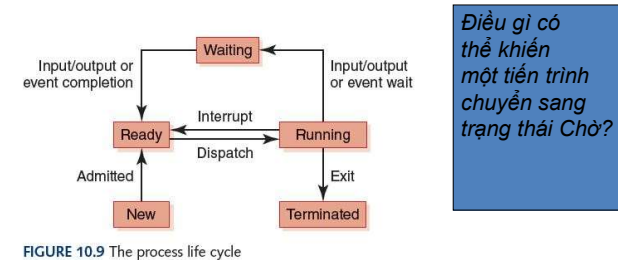 Waiting
Input/output or
event completion
Input/output
or event wait
Interrupt
Ready
Running
Dispatch
Admitted
Exit
New
Terminated
FIGURE 10.9 The process life cycle
Điều gì có
thể khiến
một tiến trình
chuyển sang
trạng thái Chờ?